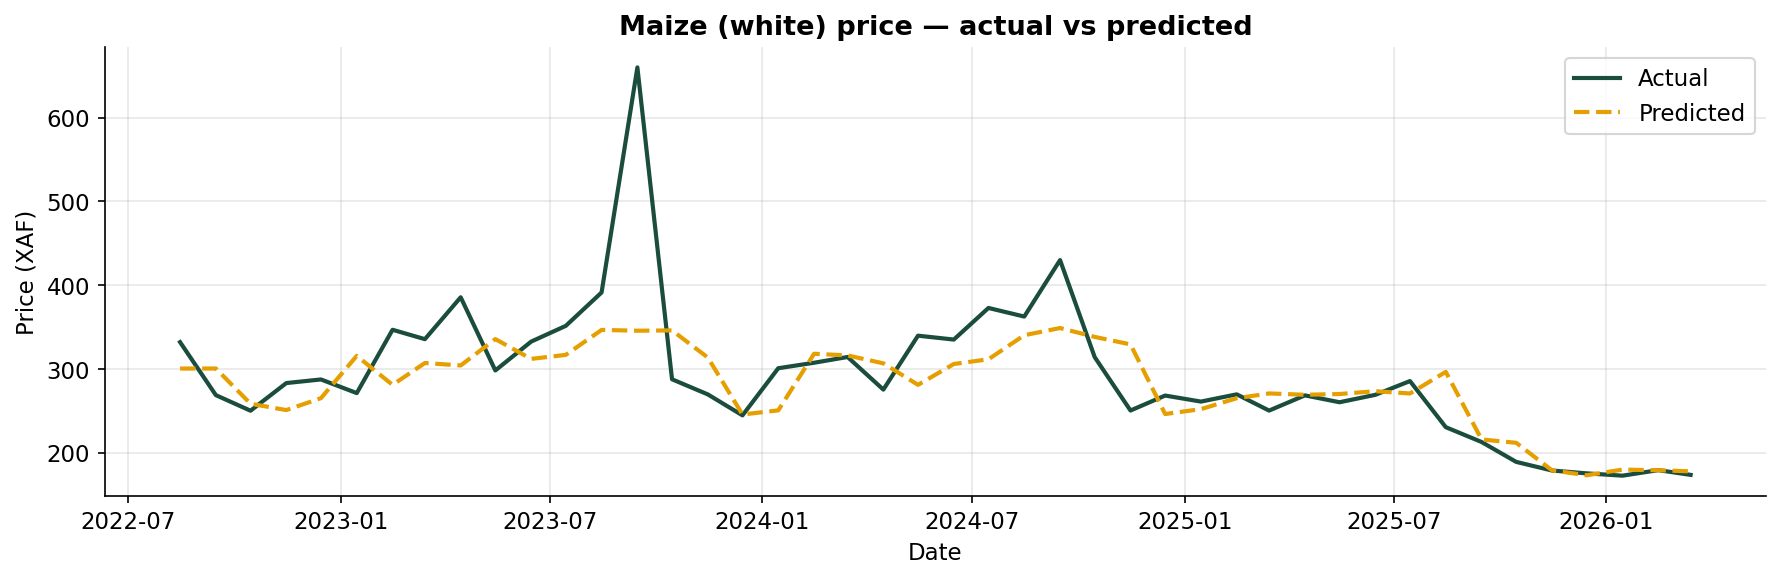 Maize (white) price — actual vs predicted
Actual
Predicted
Price (XAF)
600
500
400
300
200
2022-07
2023-01
2023-07
2024-01
2024-07
2025-01
2025-07
2026-01
Date